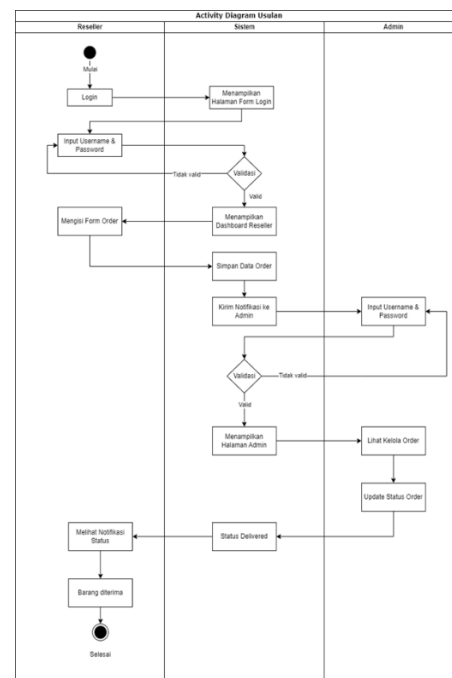 Activity Diagram Usulan
Reseller
Sistem
Admin
Mulai
Login
Menampilkan
Halaman Form Login
Input Username &
Password
Validasi
Tidak valid
Valid
Mengisi Form Order
Menampilkan
Dashboard Reseller
Simpan Data Order
Kirim Notifikasi ke
Admin
Input Username &
Password
Validasi
Tidak valid
Valid
Menampilkan
Halaman Admin
Lihat Kelola Order
Update Status Order
Melihat Notifikasi
Status
Status Delivered
Barang diterima
Selesai